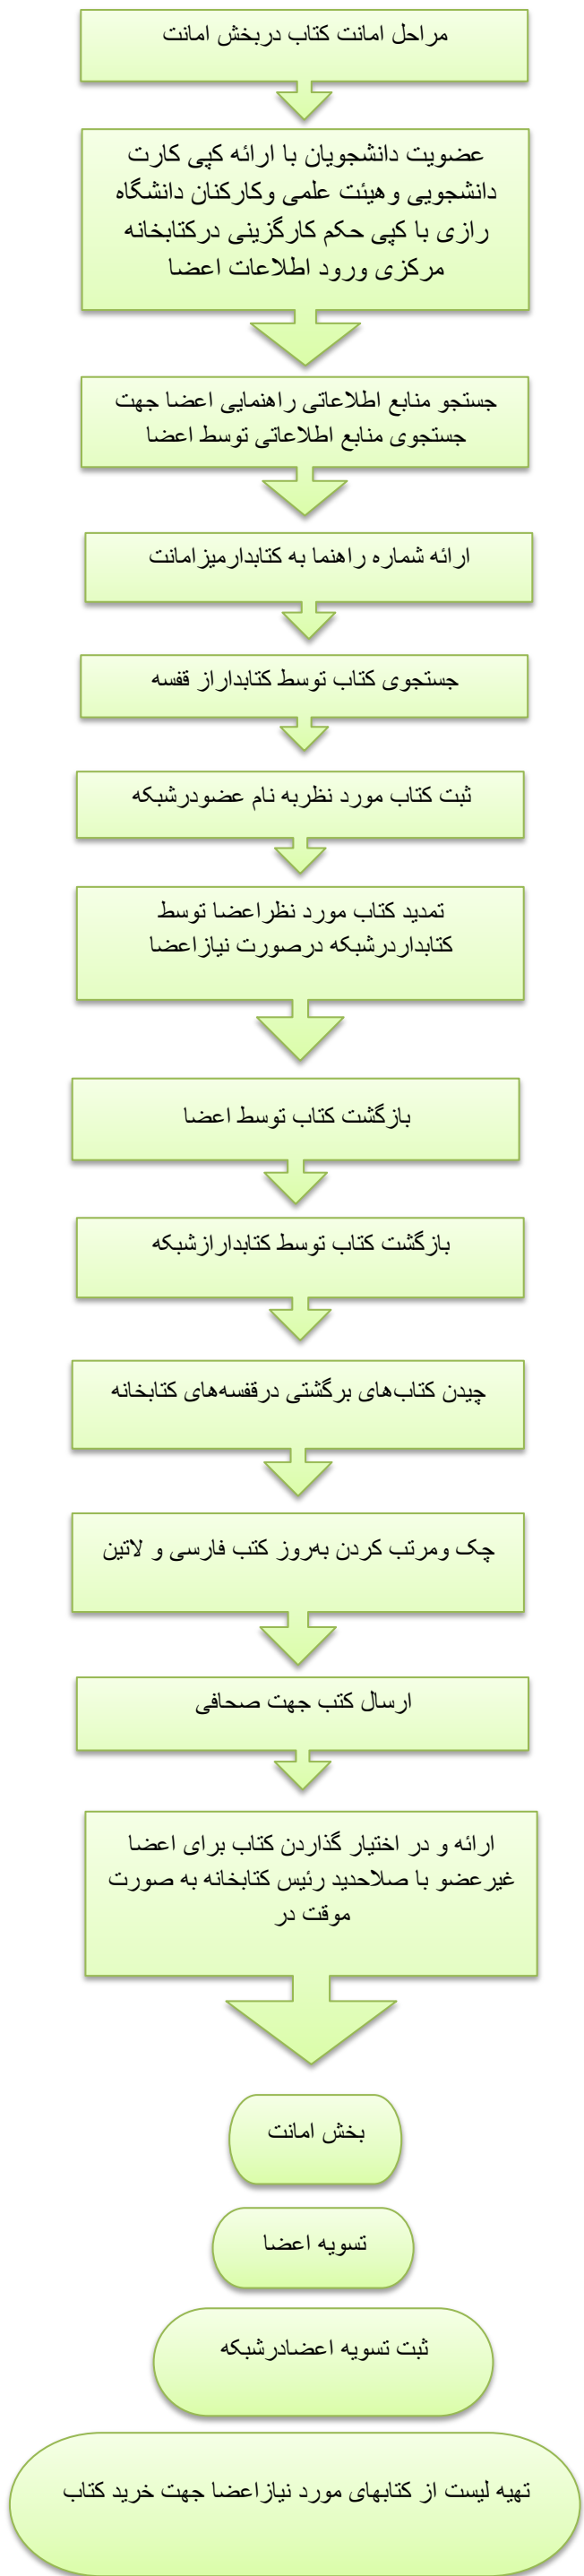 مراحل امانت کتاب دربخش امانت
عضویت دانشجویان با ارائه کپی کارت
دانشجویی وهیئت علمی وکارکنان دانشگاه
رازی با کپی حکم کارگزینی درکتابخانه
مرکزی ورود اطلاعات اعضا
جستجو منابع اطلاعاتی راهنمایی اعضا جهت
جستجوی منابع اطلاعاتی توسط اعضا
ارائه شماره راهنما به کتابدارمیزامانت
جستجوی کتاب توسط کتاب‌داراز قفسه
ثبت کتاب مورد نظربه نام عضودرشبکه
تمدید کتاب مورد نظراعضا توسط
کتابداردرشبکه درصورت نیازاعضا
بازگشت کتاب توسط اعضا
بازگشت کتاب توسط کتابدارازشبکه
چیدن کتاب‌های برگشتی درقفسه‌های کتابخانه
چک ومرتب کردن به‌روز کتب فارسی و لاتین
ارسال کتب جهت صحافی
ارائه و در اختیار گذاردن کتاب برای اعضا
غیرعضو با صلاحدید رئیس کتابخانه به صورت
موقت در
بخش امانت
تسویه اعضا
ثبت تسویه اعضادرشبکه
تهیه لیست از کتابهای مورد نیازاعضا جهت خرید کتاب